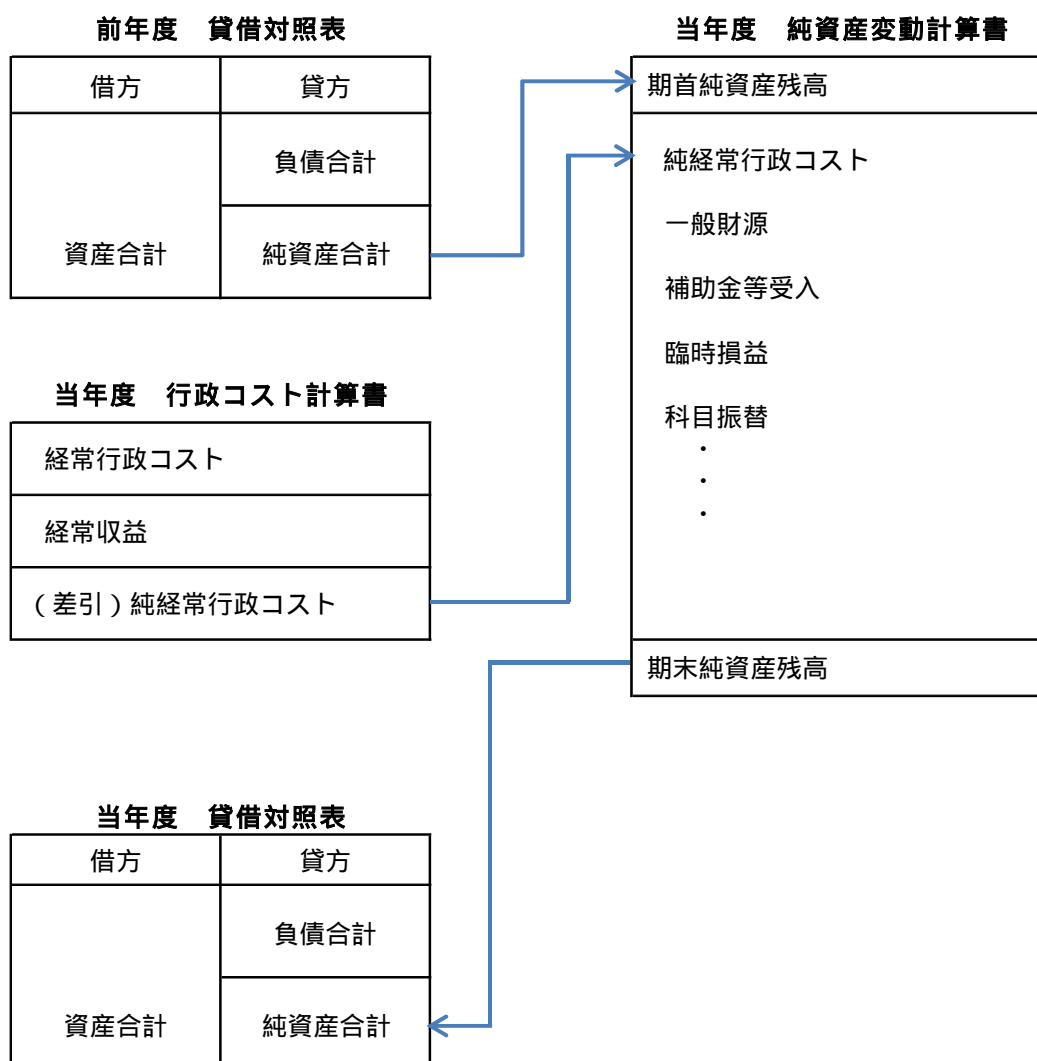 前年度　貸借対照表
借方
貸方
負債合計
資産合計
純資産合計
当年度　行政コスト計算書
経常行政コスト
経常収益
（差引）純経常行政コスト
当年度　純資産変動計算書
期首純資産残高
純経常行政コスト
一般財源
補助金等受入
臨時損益
科目振替
・
・
・
期末純資産残高
当年度　貸借対照表
借方
貸方
負債合計
資産合計
純資産合計